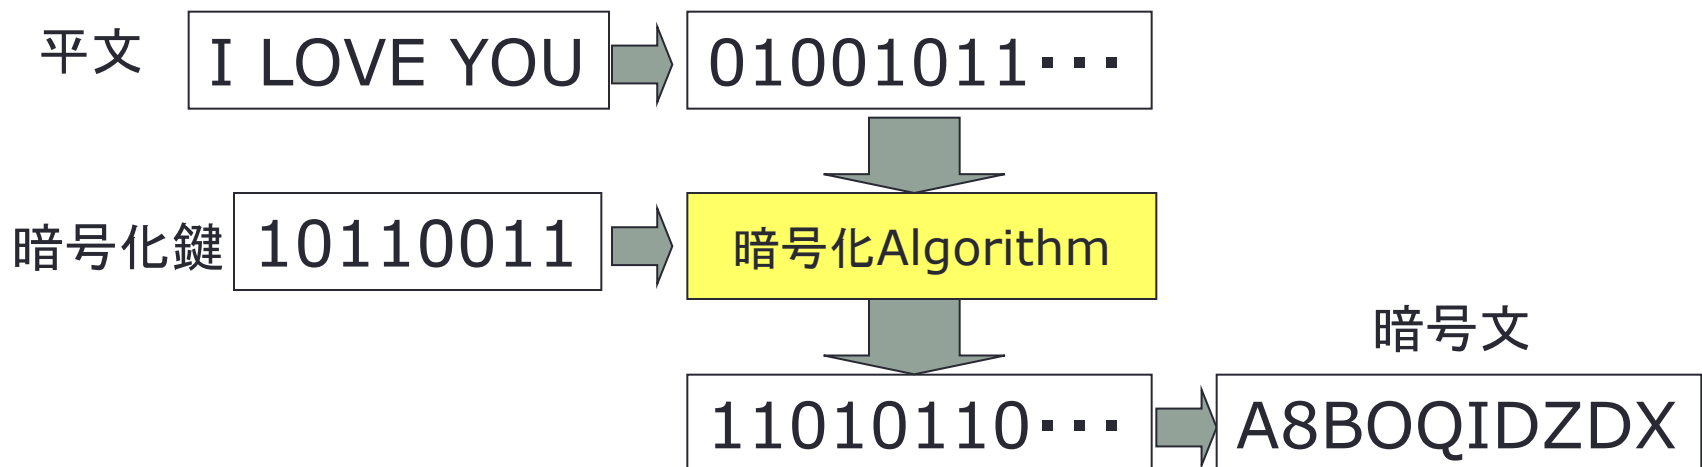 平文 I LOVE YOU 01001011･･･
暗号化鍵 10110011 暗号化Algorithm
暗号文
11010110･･･ A8BOQIDZDX